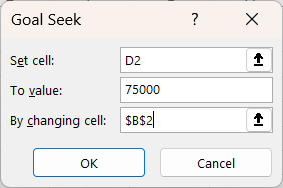 Goal Seek ? ×
Set cell: D2
To value: 75000
By changing cell: $B$2
OK Cancel